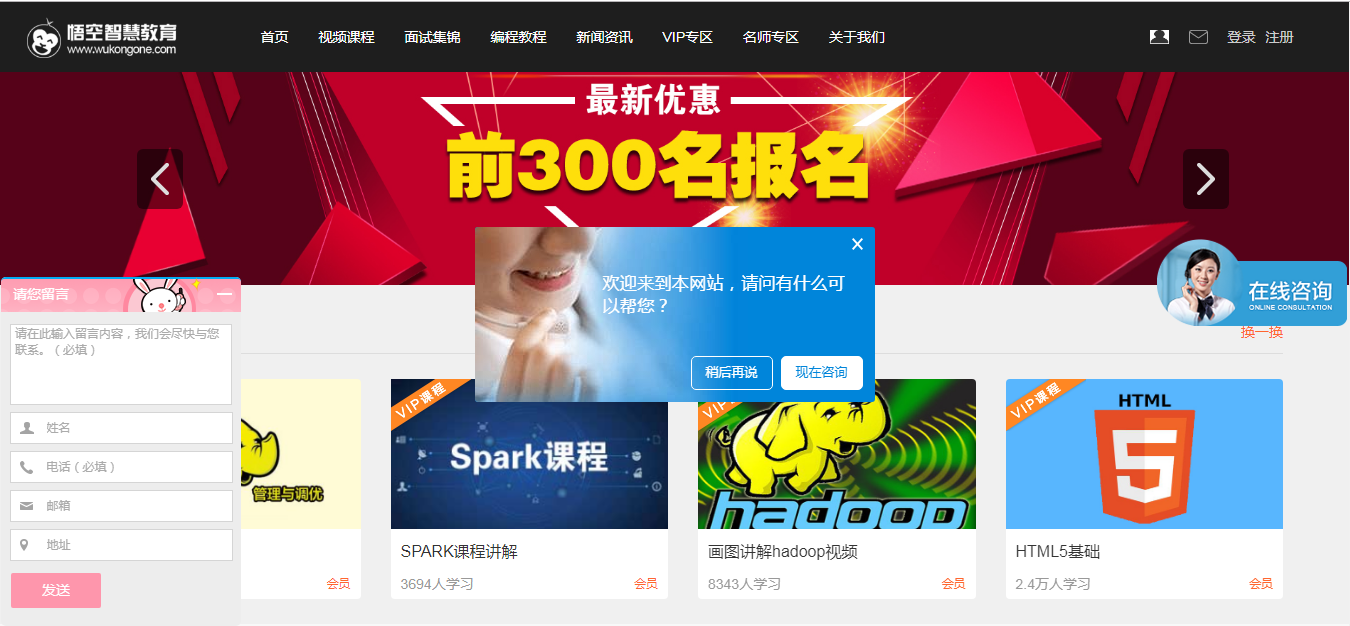 悟空智慧教育
www.wukongone.com
首页 视频课程 面试集锦 编程教程 新闻资讯 VIP专区 名师专区 关于我们
登录 注册
最新优惠
前300名报名
欢迎来到本网站，请问有什么可
以帮您？
稍后再说 现在咨询
在线咨询
ONLINE CONSULTATION
换一换
请您留言
请在此输入留言内容，我们会尽快与您
联系。（必填）
姓名
电话（必填）
邮箱
地址
发送
管理与调优
会员
VIP课程
Spark课程
SPARK课程讲解
3694人学习 会员
VIP
hadoop
画图讲解hadoop视频
8343人学习 会员
VIP课程
HTML
5
HTML5基础
2.4万人学习 会员